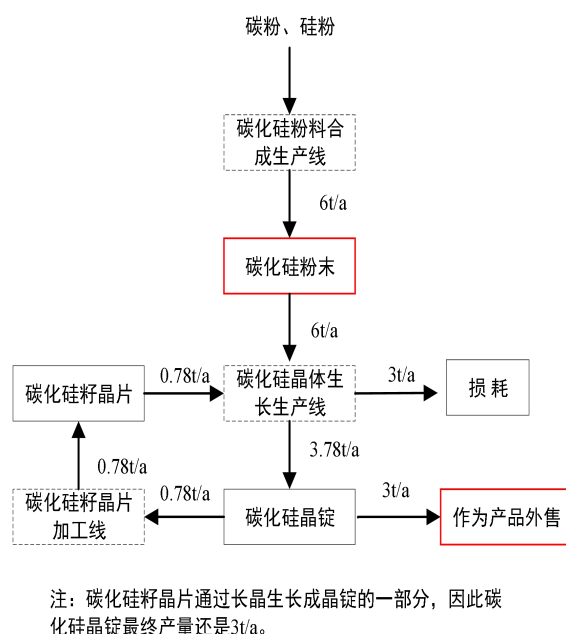 碳粉、硅粉
碳化硅粉料合
成生产线
6t/a
碳化硅粉末
6t/a
碳化硅籽晶片
0.78t/a
碳化硅晶体生
长生产线
3t/a
损 耗
0.78t/a
3.78t/a
碳化硅籽晶片
加工线
0.78t/a
碳化硅晶锭
3t/a
作为产品外售
注：碳化硅籽晶片通过长晶生长成晶锭的一部分，因此碳
化硅晶锭最终产量还是3t/a。